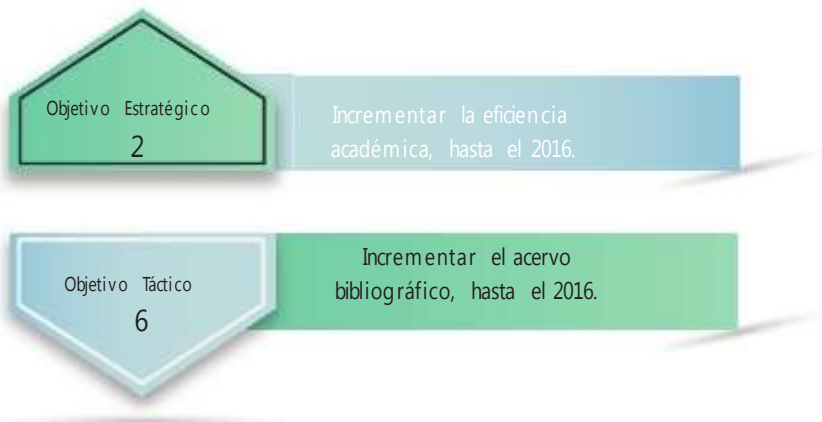 Objetivo Estratégico
2
Incrementar la eficiencia
académica, hasta el 2016.
Objetivo Táctico
6
Incrementar el acervo
bibliográfico, hasta el 2016.